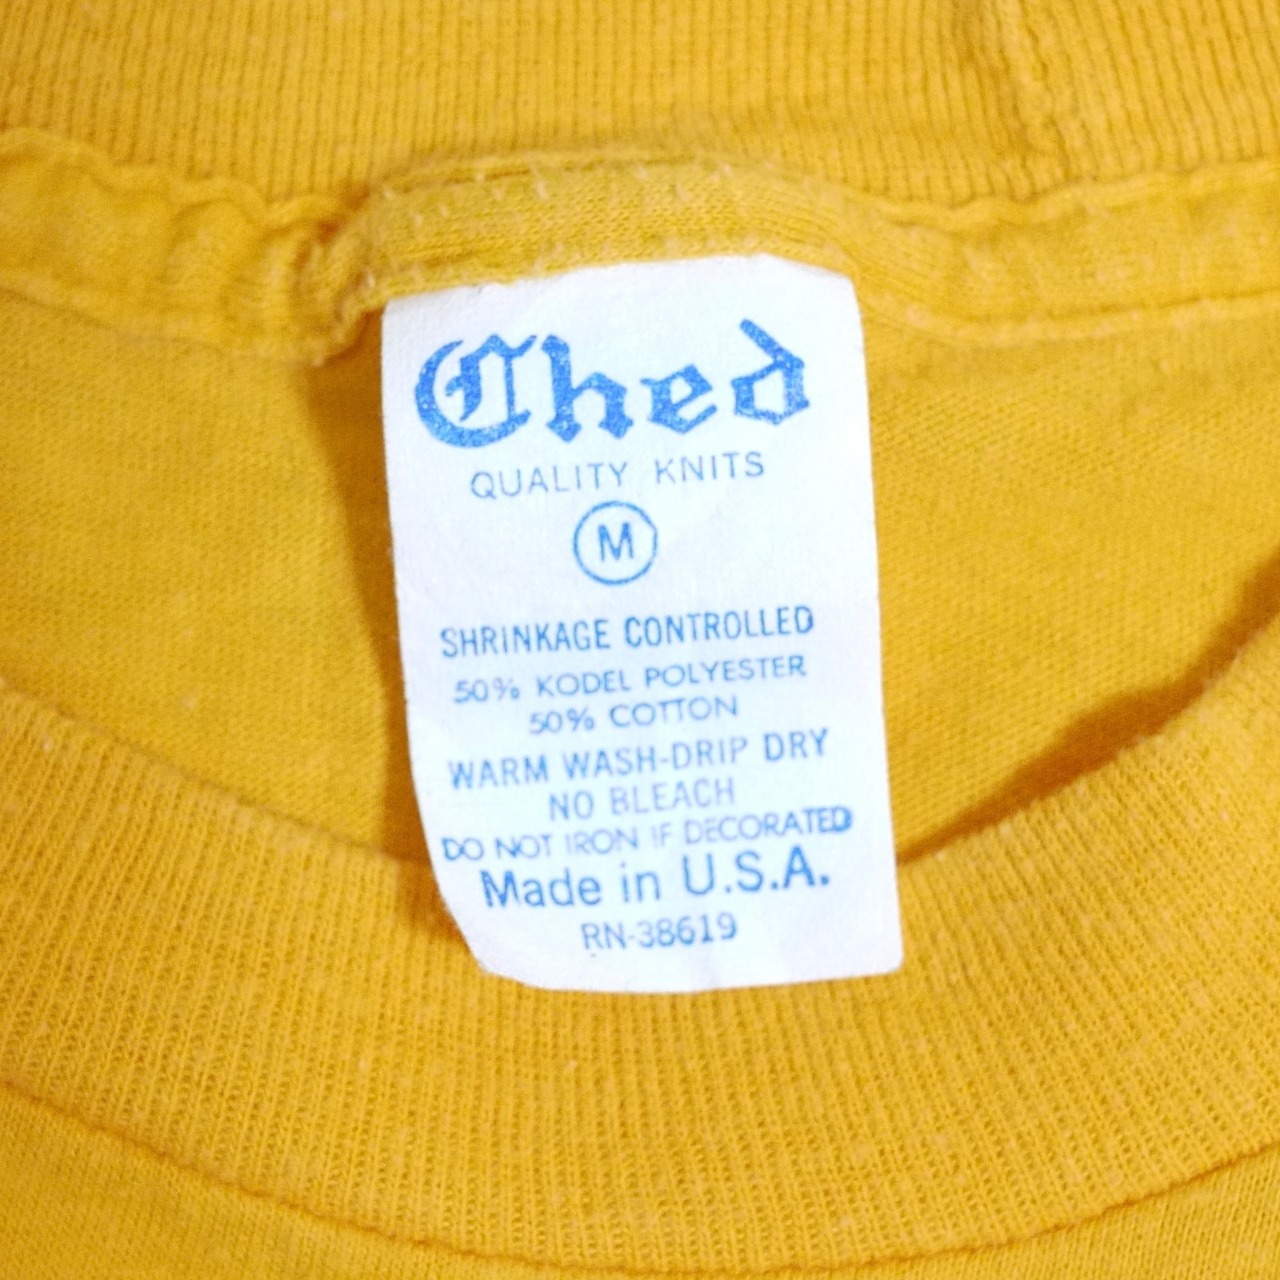 Ched
QUALITY KNITS
M
SHRINKAGE CONTROLLED
50% KODEL POLYESTER
50% COTTON
WARM WASH-DRIP DRY
NO BLEACH
DO NOT IRON IF DECORATED
Made in U.S.A.
RN-38619